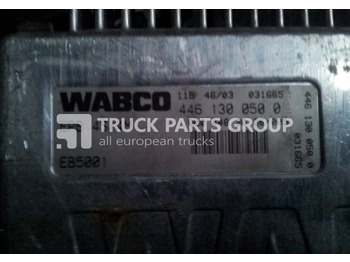 WABCO
115 46/03 031665
446 130 050 0
TRUCK PARTS GROUP
all european trucks
EB5001
446 130 050 0
031665